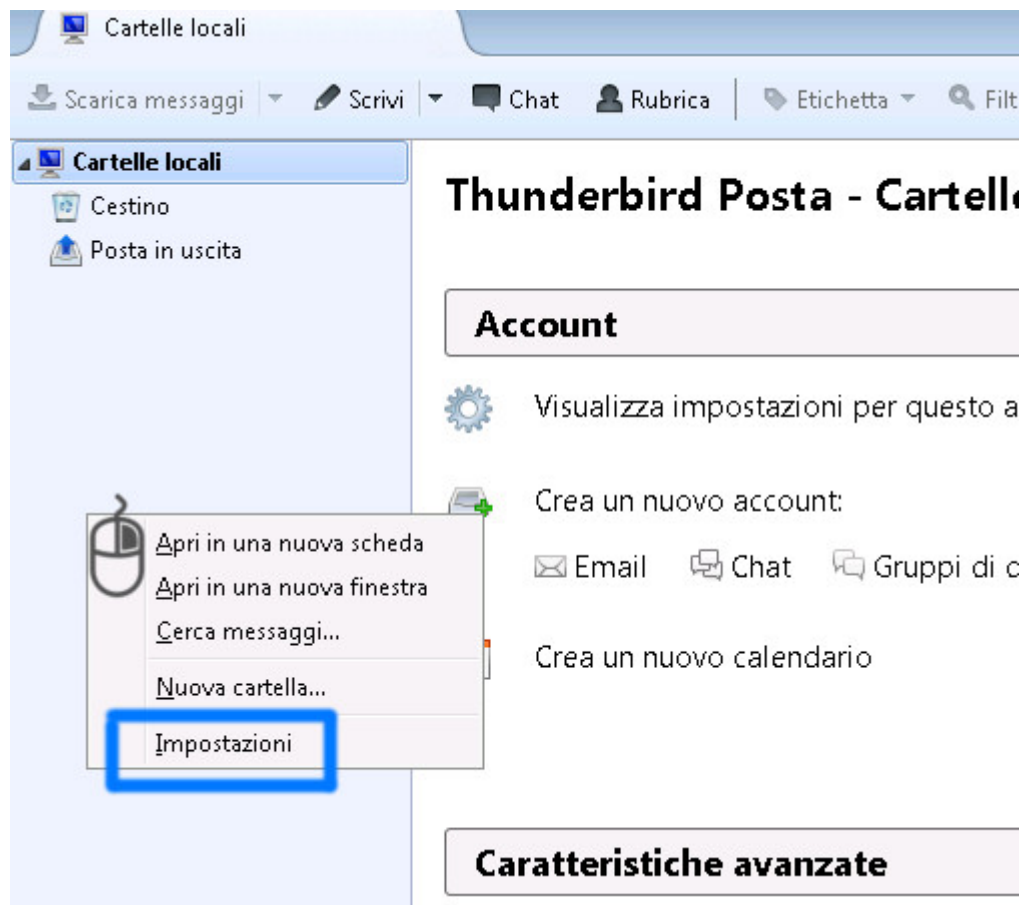 Cartelle locali
Scarica messaggi Scrivi Chat Rubrica Etichetta Filt
Cartelle locali
Cestino
Posta in uscita
Thunderbird Posta - Cartelle
Account
Visualizza impostazioni per questo a
Crea un nuovo account:
Email Chat Gruppi di c
Crea un nuovo calendario
Apri in una nuova scheda
Apri in una nuova finestra
Cerca messaggi...
Nuova cartella...
Impostazioni
Caratteristiche avanzate